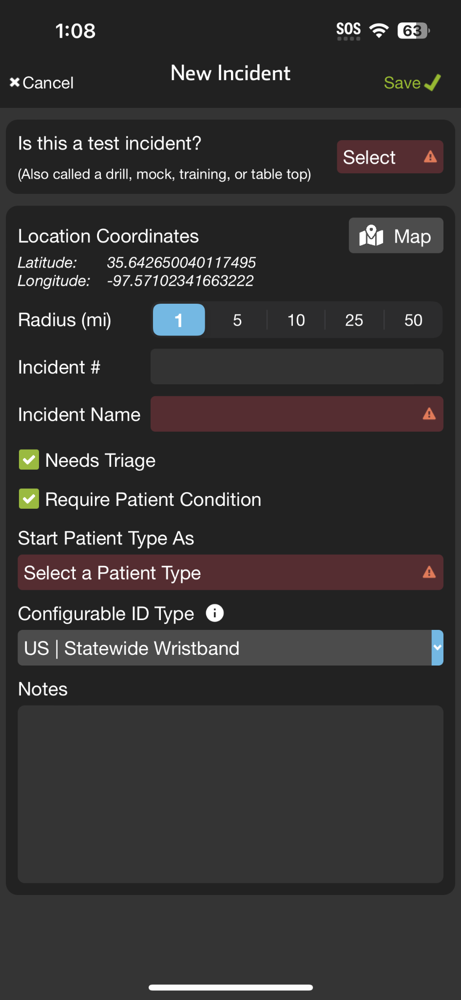 1:08
SOS
63
Cancel
New Incident
Save
Is this a test incident?
Select
(Also called a drill, mock, training, or table top)
Location Coordinates
Map
Latitude: 35.642650040117495
Longitude: -97.57102341663222
Radius (mi) 1 5 10 25 50
Incident #
Incident Name
Needs Triage
Require Patient Condition
Start Patient Type As
Select a Patient Type
Configurable ID Type
US | Statewide Wristband
Notes